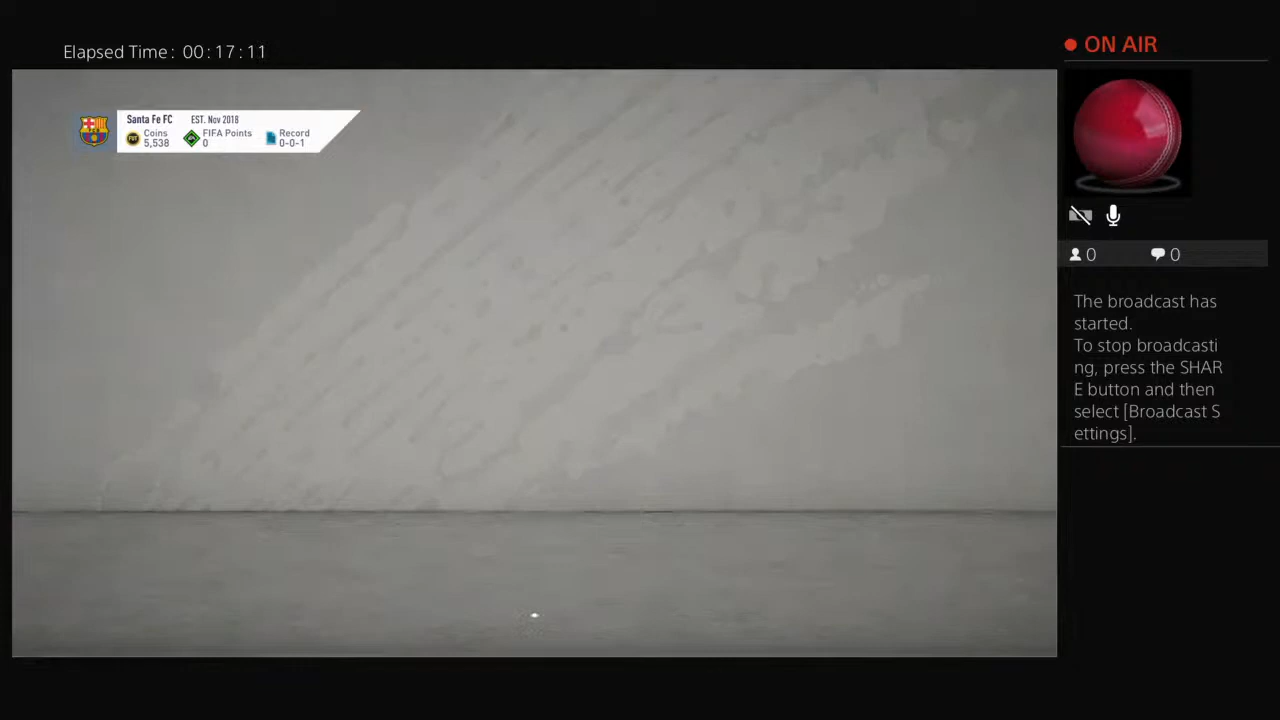 Elapsed Time: 00:17:11
ON AIR
Santa Fe FC EST. Nov 2018
Coins FIFA Points Record
5,538 0 0-0-1
0 0
The broadcast has
started.
To stop broadcasti
ng, press the SHAR
E button and then
select [Broadcast S
ettings].